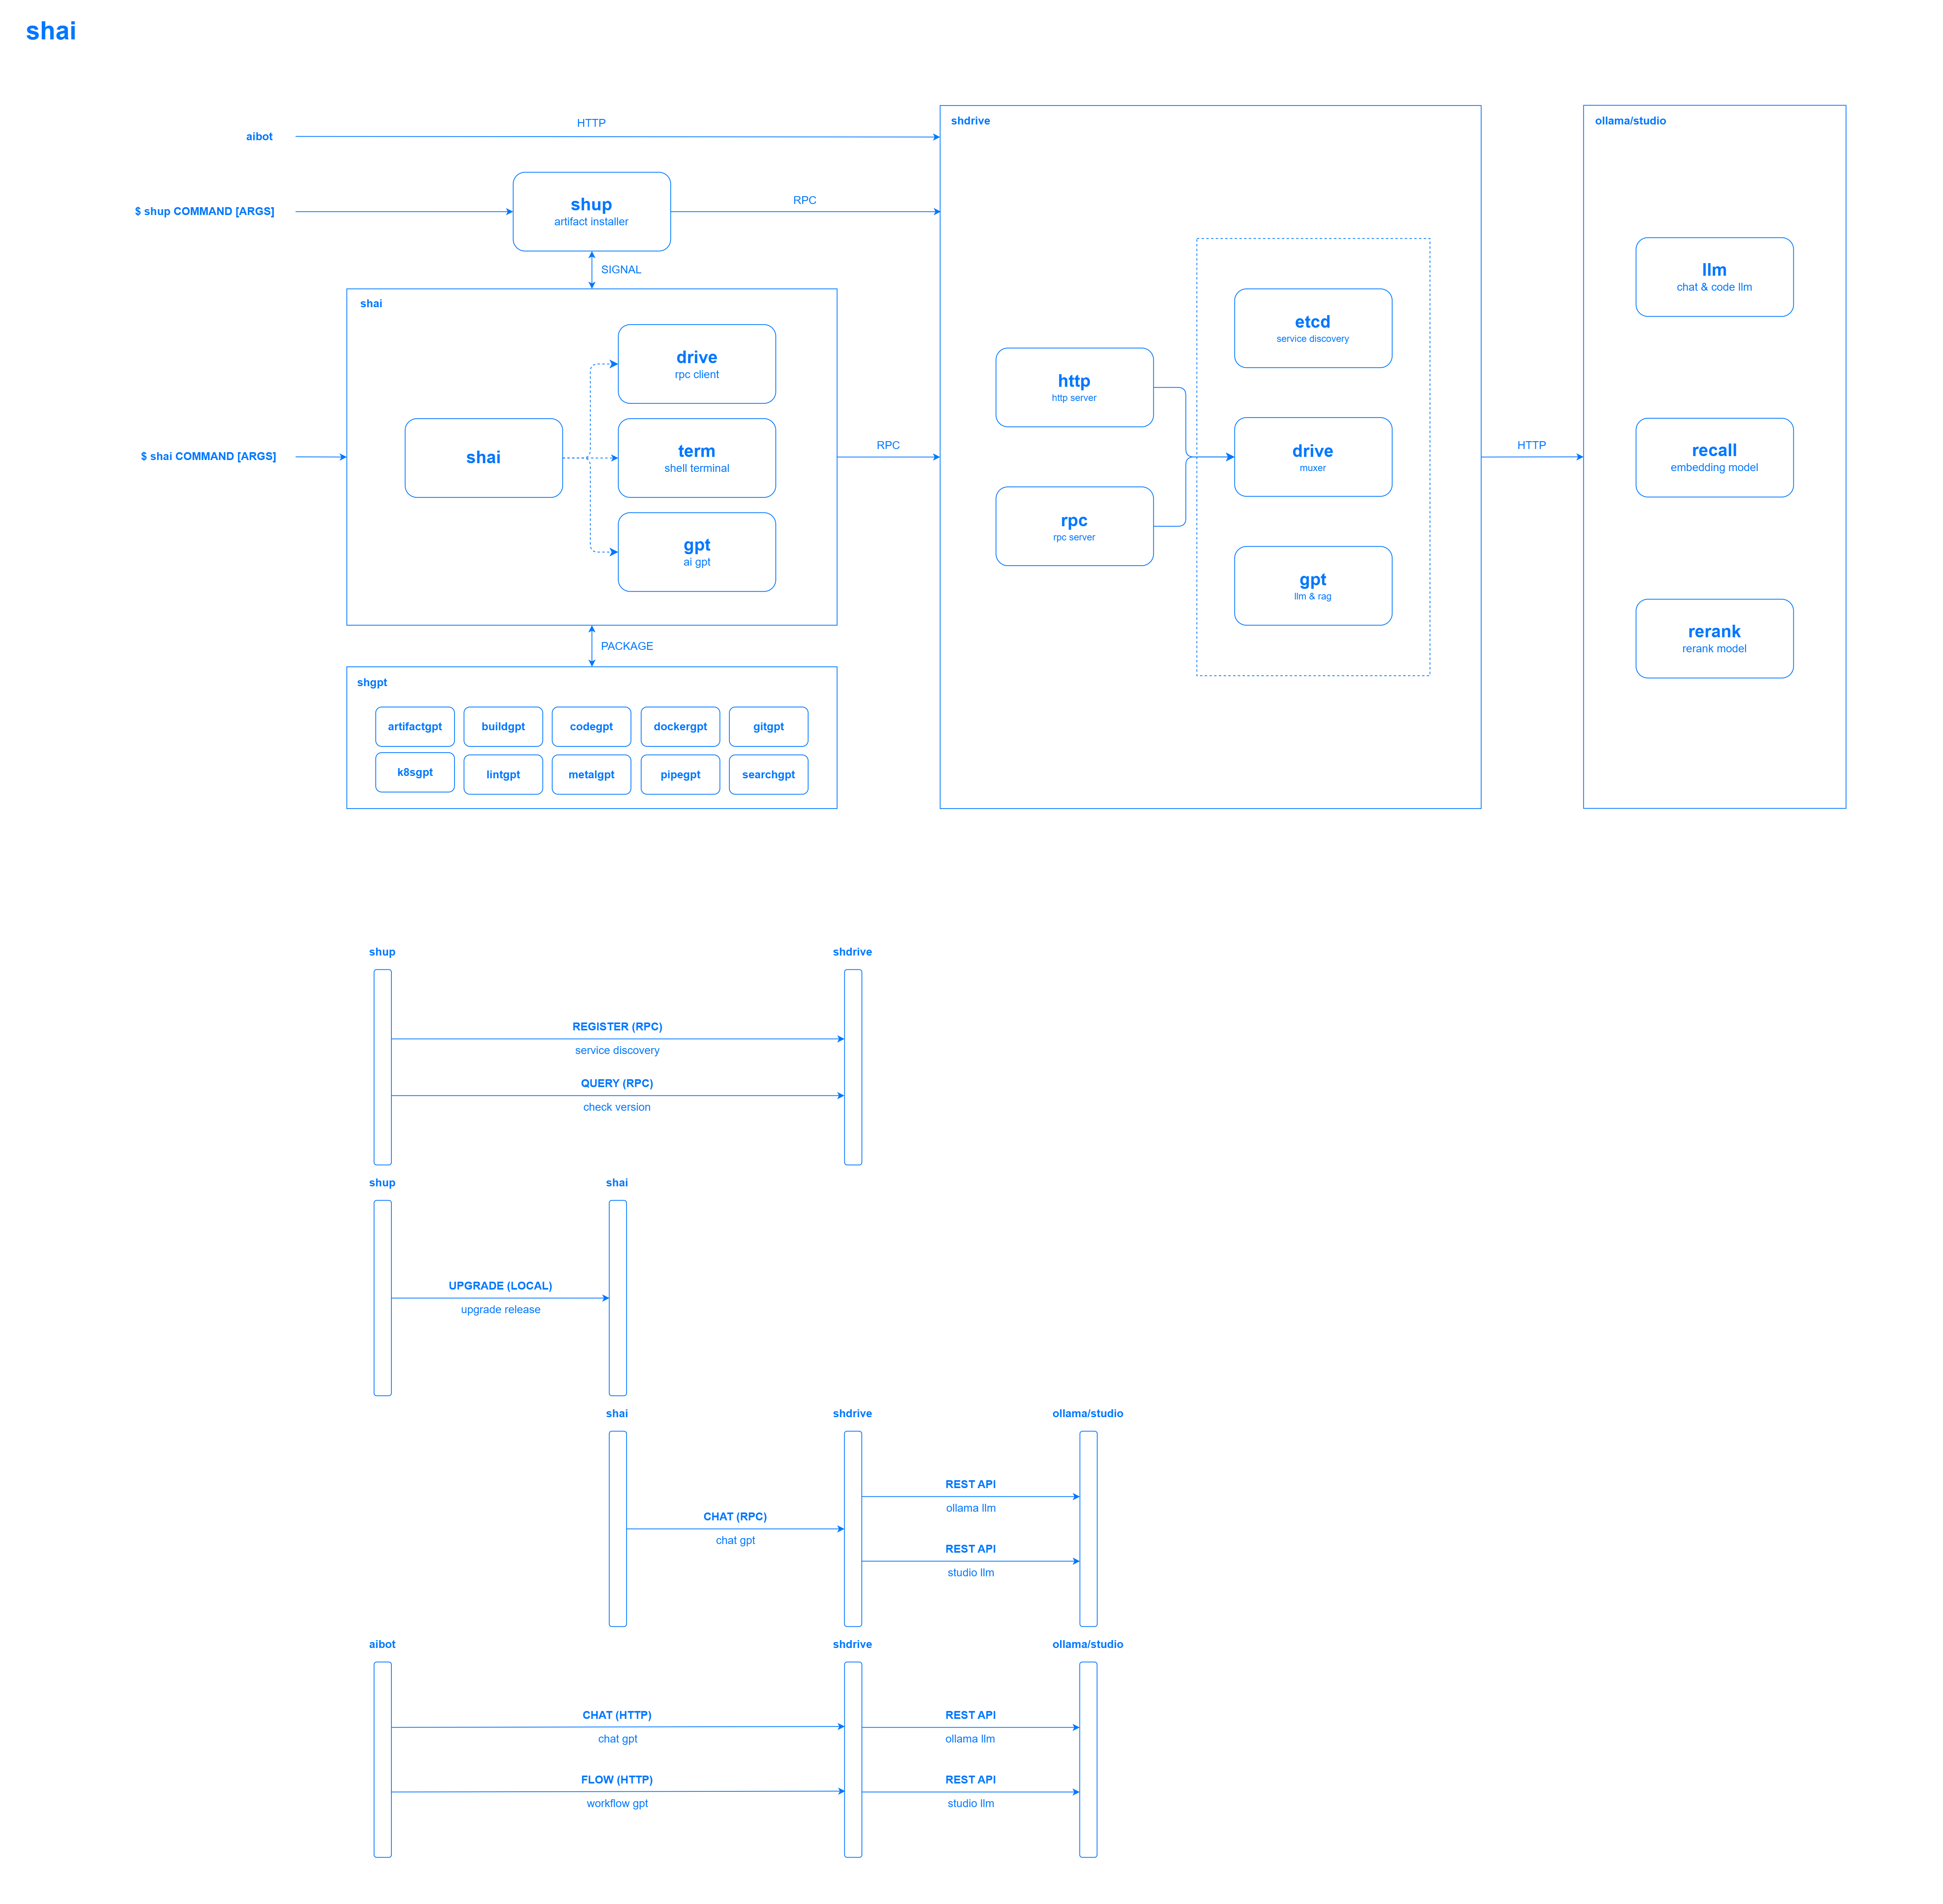 shai
aibot
HTTP
$ shup COMMAND [ARGS]
shup
artifact installer
RPC
SIGNAL
$ shai COMMAND [ARGS]
shai
shai
drive
rpc client
term
shell terminal
gpt
ai gpt
RPC
PACKAGE
shgpt
artifactgpt
buildgpt
codegpt
dockergpt
gitgpt
k8sgpt
lintgpt
metalgpt
pipegpt
searchgpt
shdrive
http
http server
rpc
rpc server
etcd
service discovery
drive
muxer
gpt
llm & rag
HTTP
ollama/studio
llm
chat & code llm
recall
embedding model
rerank
rerank model
shup
shdrive
REGISTER (RPC)
service discovery
QUERY (RPC)
check version
shup
shai
UPGRADE (LOCAL)
upgrade release
shai
shdrive
ollama/studio
CHAT (RPC)
chat gpt
REST API
ollama llm
REST API
studio llm
aibot
shdrive
ollama/studio
CHAT (HTTP)
chat gpt
REST API
ollama llm
FLOW (HTTP)
workflow gpt
REST API
studio llm